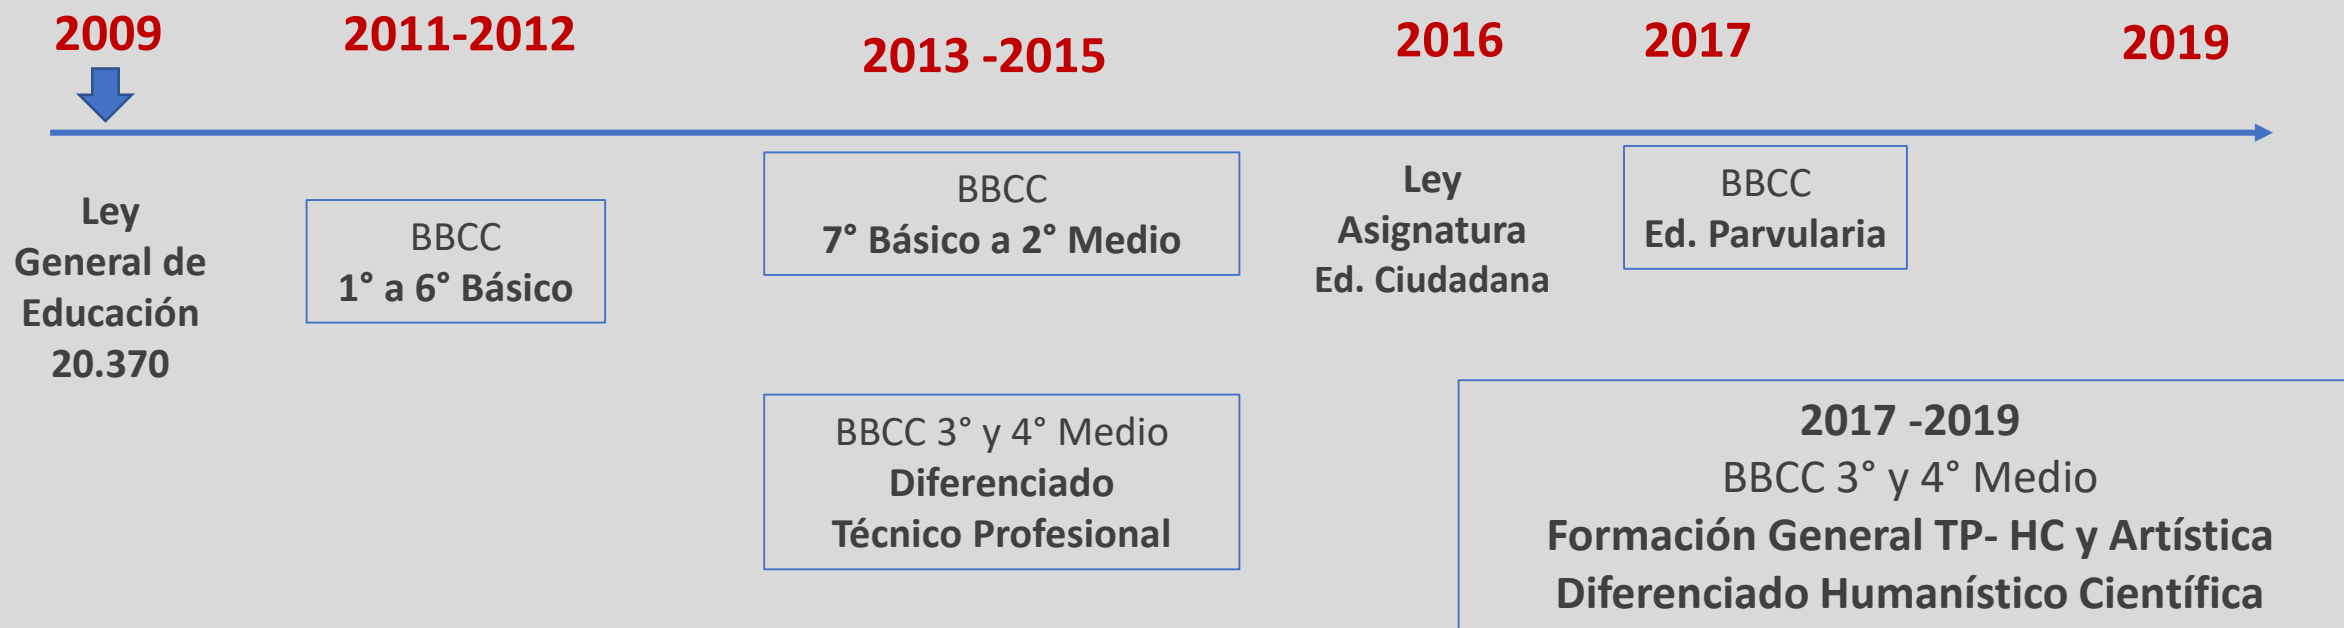 2009
2011-2012
2013 -2015
2016
2017
2019
Ley
General de
Educación
20.370
BBCC
1° a 6° Básico
BBCC
7° Básico a 2° Medio
Ley
Asignatura
Ed. Ciudadana
BBCC
Ed. Parvularia
BBCC 3° y 4° Medio
Diferenciado
Técnico Profesional
2017 -2019
BBCC 3° y 4° Medio
Formación General TP- HC y Artística
Diferenciado Humanístico Científica